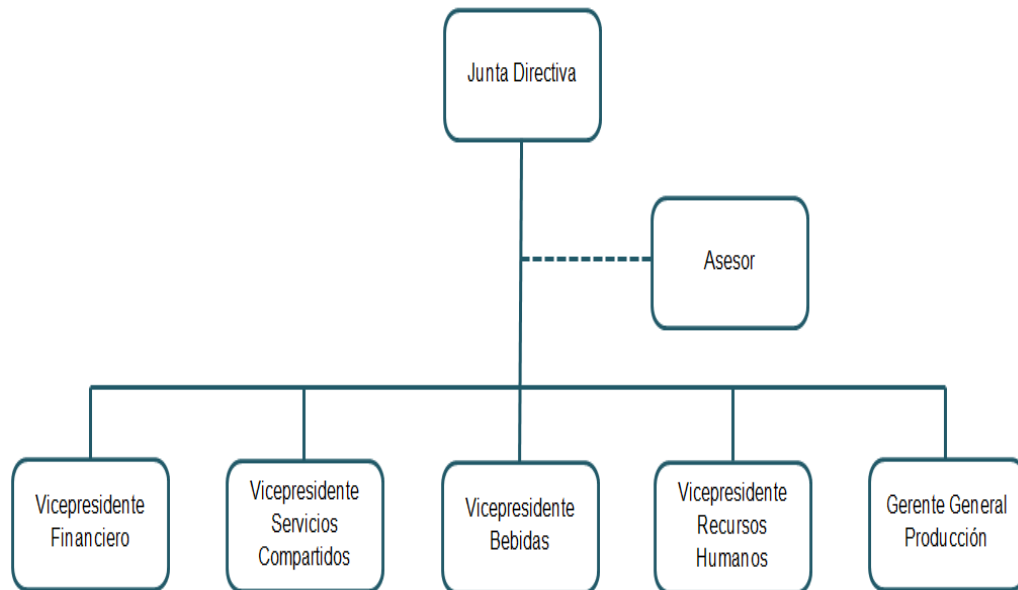 Junta Directiva
Asesor
Vicepresidente
Financiero
Vicepresidente
Servicios
Compartidos
Vicepresidente
Bebidas
Vicepresidente
Recursos
Humanos
Gerente General
Producción